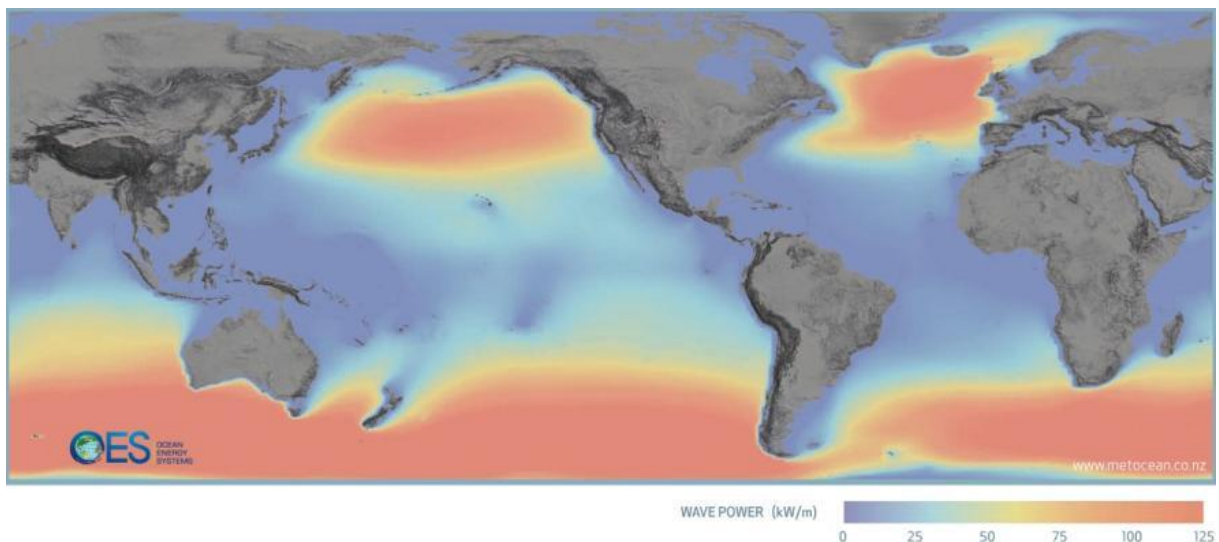 OES
OCEAN
ENERGY
SYSTEMS
www.metocean.co.nz
WAVE POWER (kW/m)
0 25 50 75 100 125